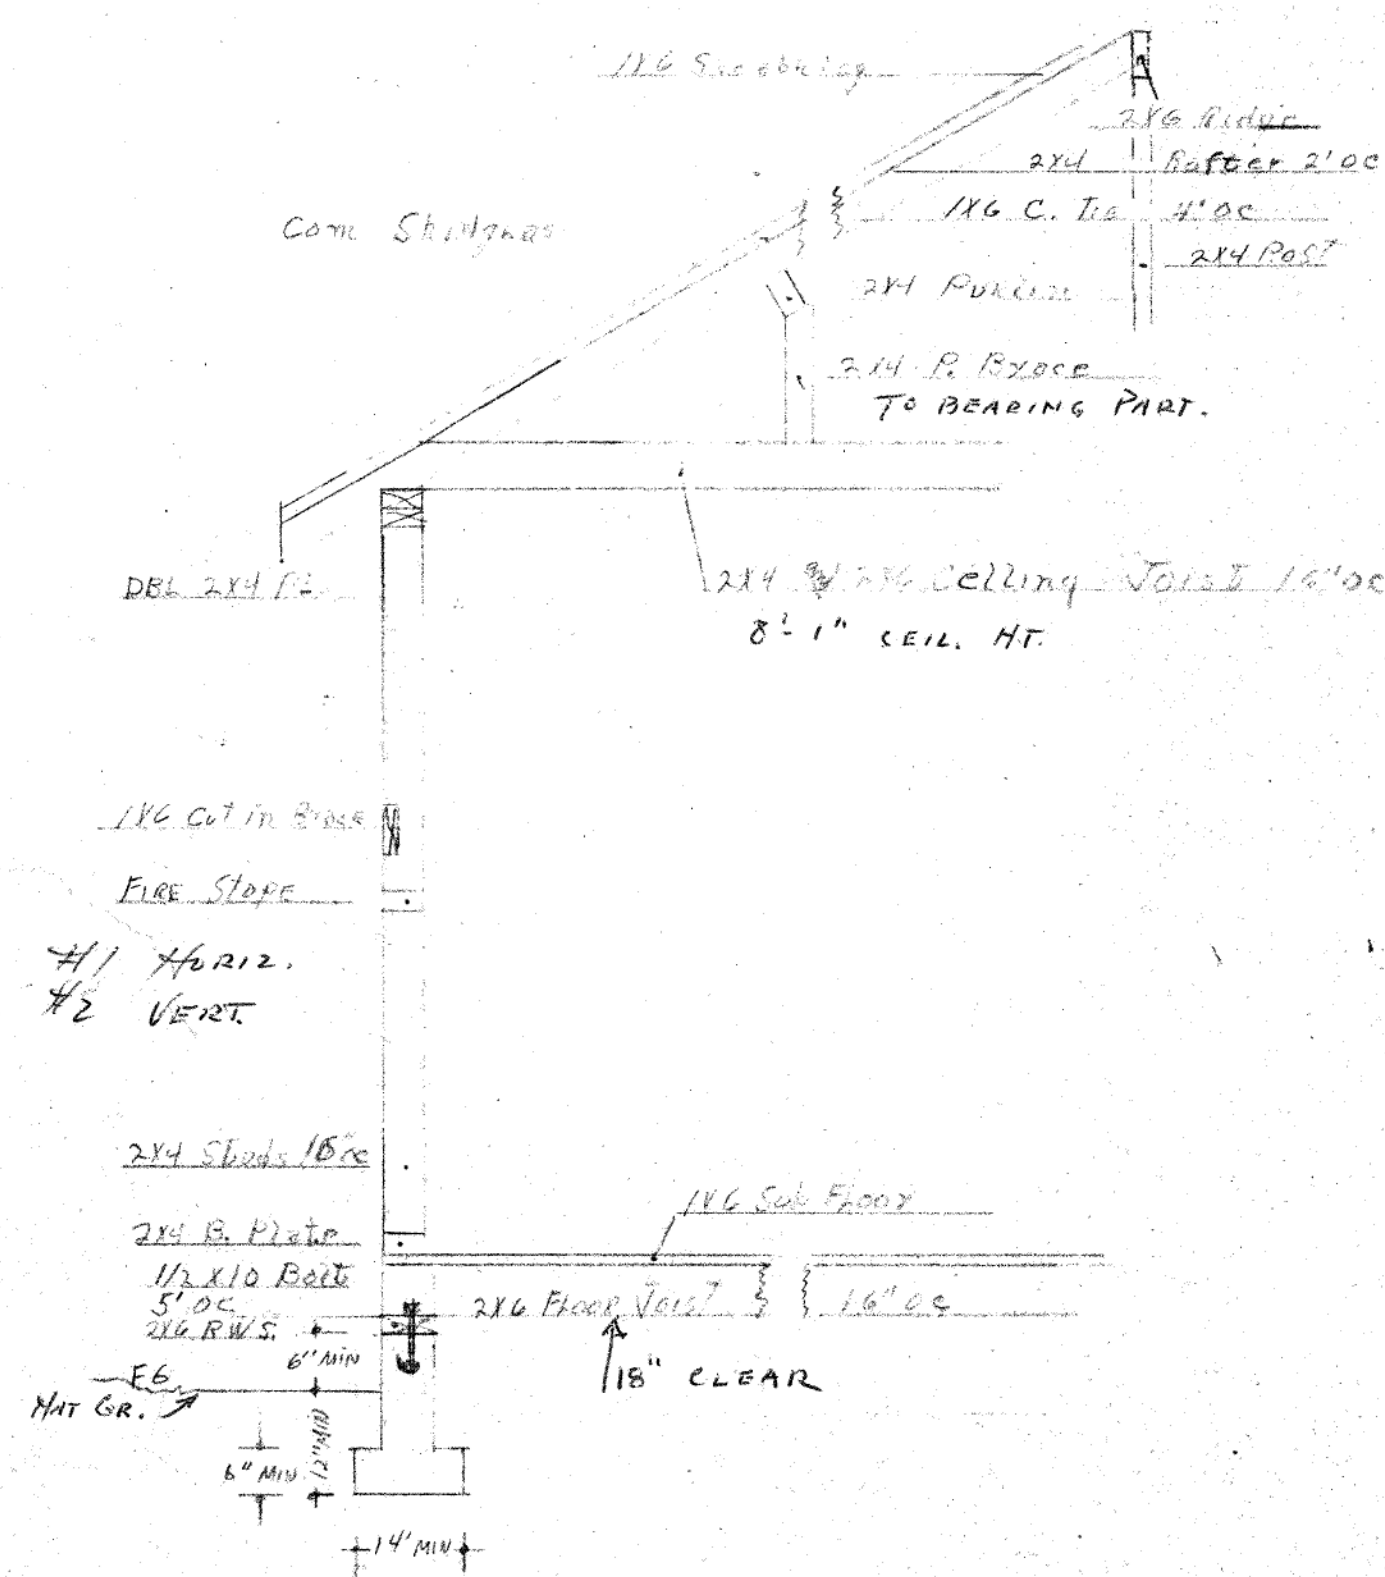 1X6
2X6 Ridge
2X4 Rafter 2' OC
1X6 C. Tie 4' OC
2X4 Post
Com Shingles
2X4
2X4 P. Brace
TO BEARING PART.
DBL 2X4 PL
2X4 2X6 Celling Joist 16" OC
8'-1" CEIL. HT.
1X6 Cut in Brace
FIRE Stops
#1 HORIZ.
#2 VERT.
2X4 Studs 16" oc
1X6 Sub Floor
2X4 B. Plate
1/2 X10 Bolt
5' OC
2X6 Floor Joist 16" OC
2X6 RWS.
6" MIN
18" CLEAR
NAT GR.
12" MIN
6" MIN
14' MIN